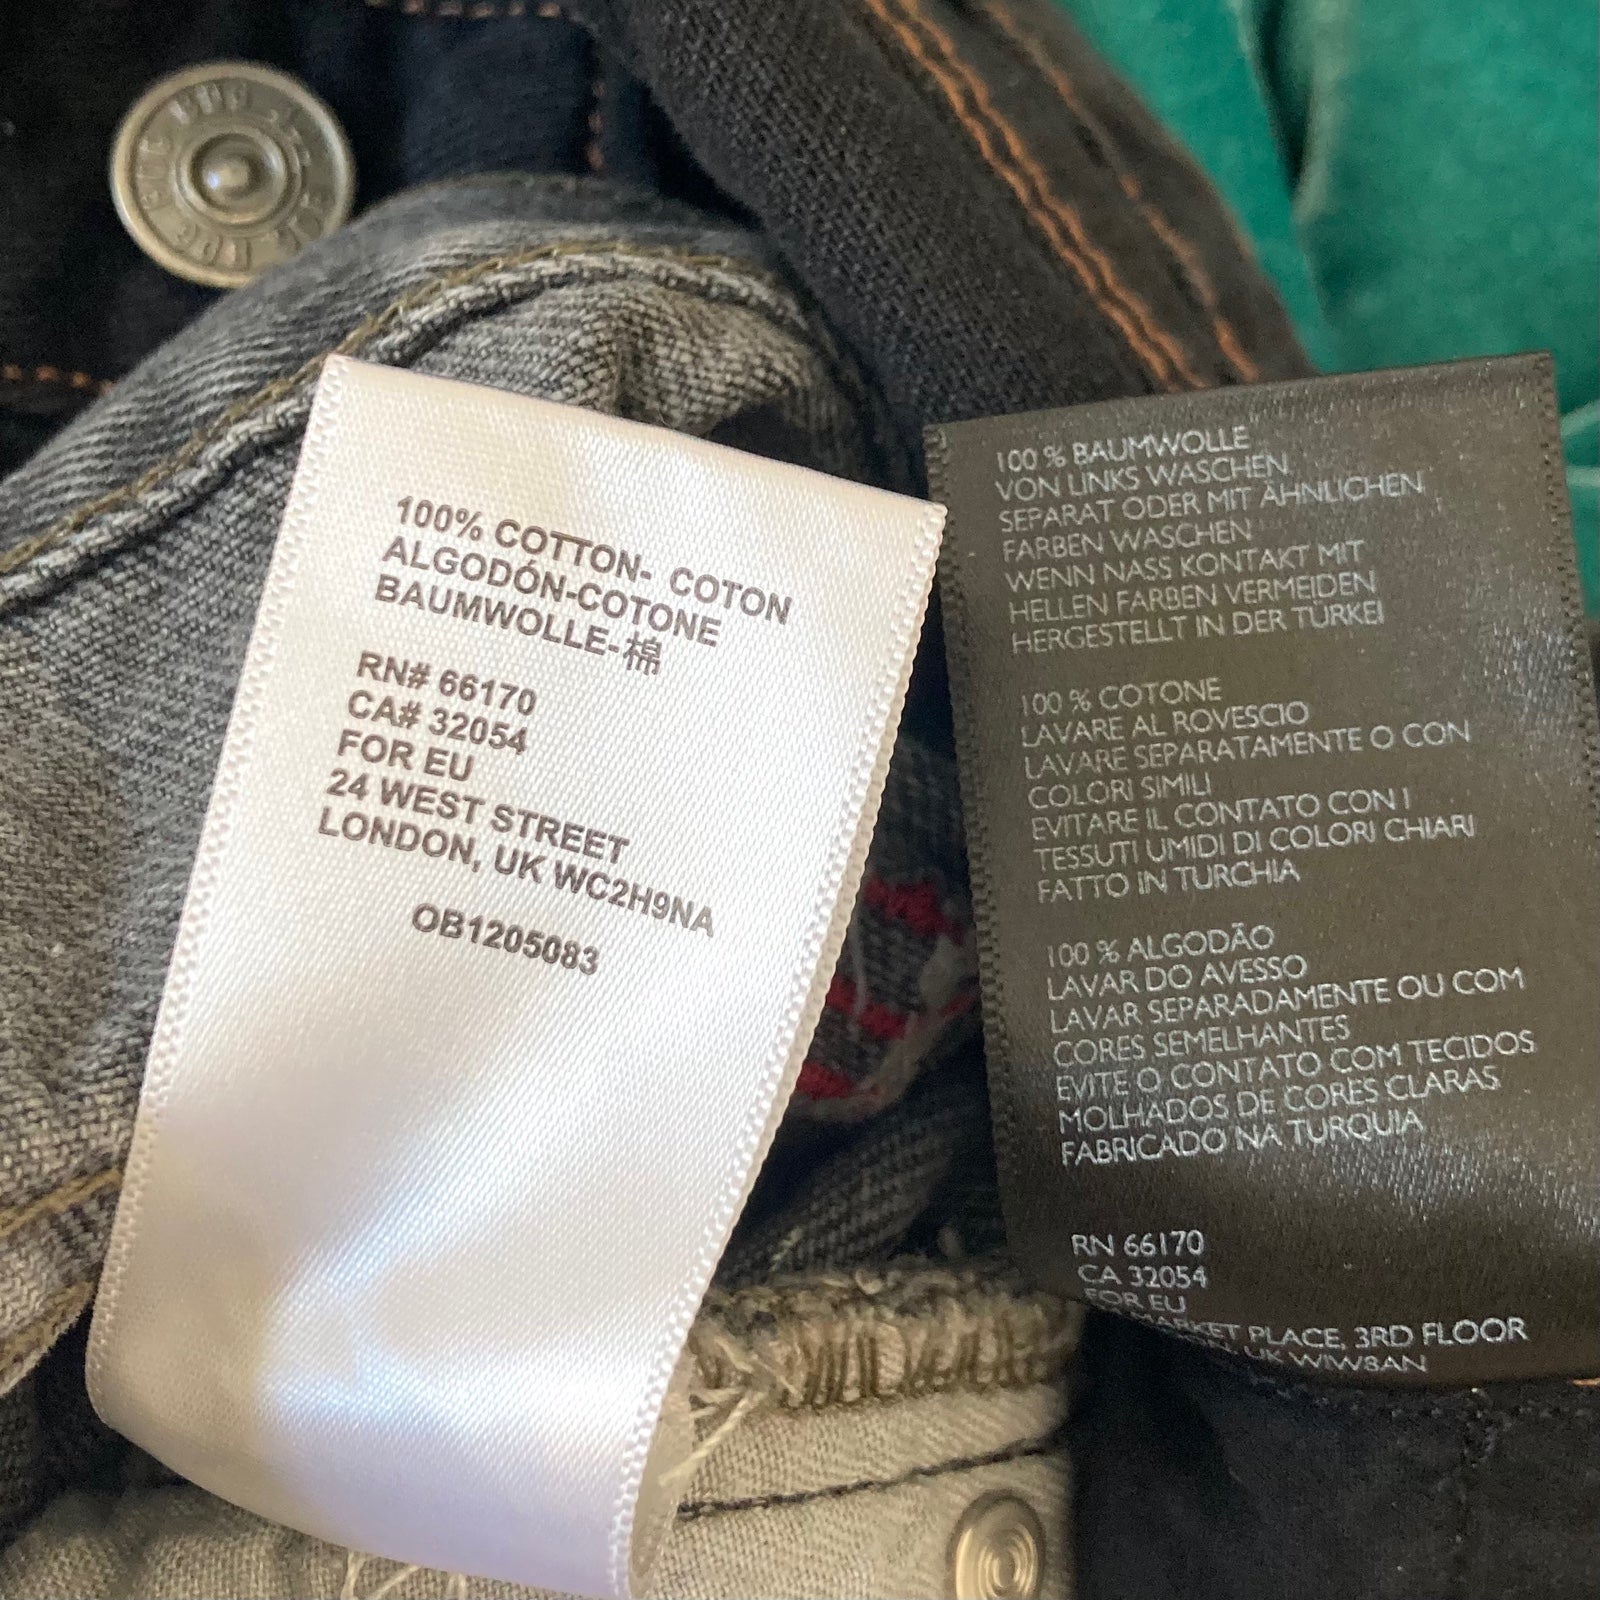 100% COTTON- COTON
ALGODÓN-COTONE
BAUMWOLLE-棉
RN# 66170
CA# 32054
FOR EU
24 WEST STREET
LONDON, UK WC2H9NA
OB1205083
100 % BAUMWOLLE
VON LINKS WASCHEN
SEPARAT ODER MIT ÄHNLICHEN
FARBEN WASCHEN
WENN NASS KONTAKT MIT
HELLEN FARBEN VERMEIDEN
HERGESTELLT IN DER TÜRKEI
100 % COTONE
LAVARE AL ROVESCIO
LAVARE SEPARATAMENTE O CON
COLORI SIMILI
EVITARE IL CONTATO CON I
TESSUTI UMIDI DI COLORI CHIARI
FATTO IN TURCHIA
100 % ALGODÃO
LAVAR DO AVESSO
LAVAR SEPARADAMENTE OU COM
CORES SEMELHANTES
EVITE O CONTATO COM TECIDOS
MOLHADOS DE CORES CLARAS
FABRICADO NA TURQUIA
RN 66170
CA 32054
FOR EU
MARKET PLACE, 3RD FLOOR
UK W1W8AN